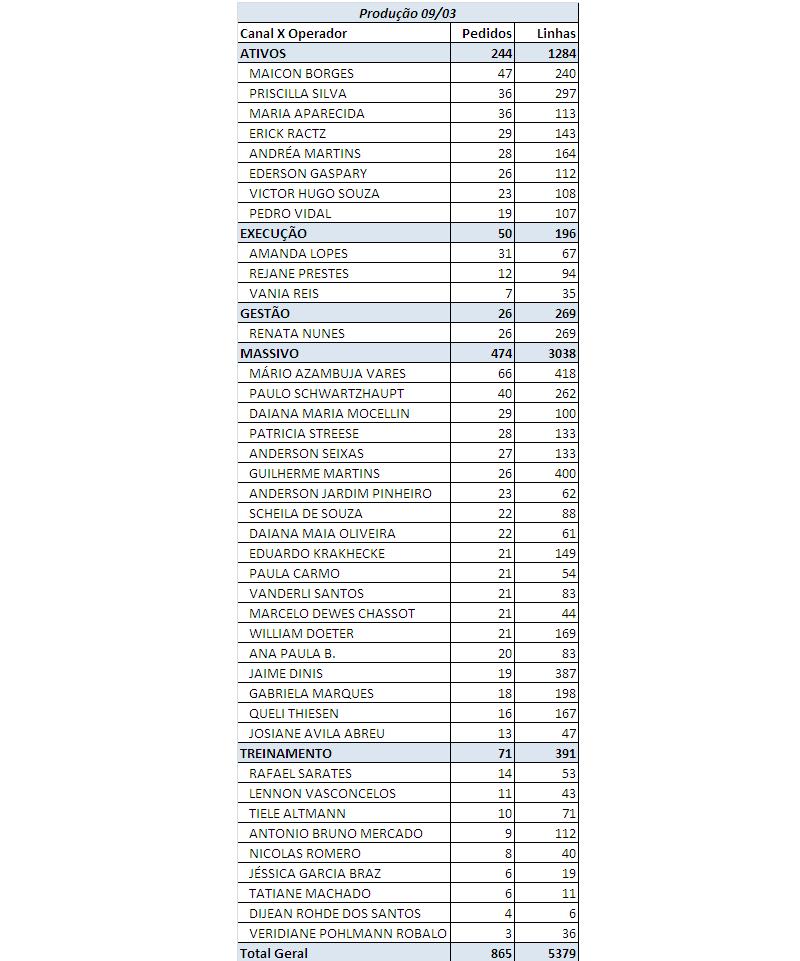 Produção 09/03
Canal X Operador Pedidos Linhas
ATIVOS 244 1284
MAICON BORGES 47 240
PRISCILLA SILVA 36 297
MARIA APARECIDA 36 113
ERICK RACTZ 29 143
ANDRÉA MARTINS 28 164
EDERSON GASPARY 26 112
VICTOR HUGO SOUZA 23 108
PEDRO VIDAL 19 107
EXECUÇÃO 50 196
AMANDA LOPES 31 67
REJANE PRESTES 12 94
VANIA REIS 7 35
GESTÃO 26 269
RENATA NUNES 26 269
MASSIVO 474 3038
MÁRIO AZAMBUJA VARES 66 418
PAULO SCHWARTZHAUPT 40 262
DAIANA MARIA MOCELLIN 29 100
PATRICIA STREESE 28 133
ANDERSON SEIXAS 27 133
GUILHERME MARTINS 26 400
ANDERSON JARDIM PINHEIRO 23 62
SCHEILA DE SOUZA 22 88
DAIANA MAIA OLIVEIRA 22 61
EDUARDO KRAKHECKE 21 149
PAULA CARMO 21 54
VANDERLI SANTOS 21 83
MARCELO DEWES CHASSOT 21 44
WILLIAM DOETER 21 169
ANA PAULA B. 20 83
JAIME DINIS 19 387
GABRIELA MARQUES 18 198
QUELI THIESEN 16 167
JOSIANE AVILA ABREU 13 47
TREINAMENTO 71 391
RAFAEL SARATES 14 53
LENNON VASCONCELOS 11 43
TIELE ALTMANN 10 71
ANTONIO BRUNO MERCADO 9 112
NICOLAS ROMERO 8 40
JÉSSICA GARCIA BRAZ 6 19
TATIANE MACHADO 6 11
DIJEAN ROHDE DOS SANTOS 4 6
VERIDIANE POHLMANN ROBALO 3 36
Total Geral 865 5379